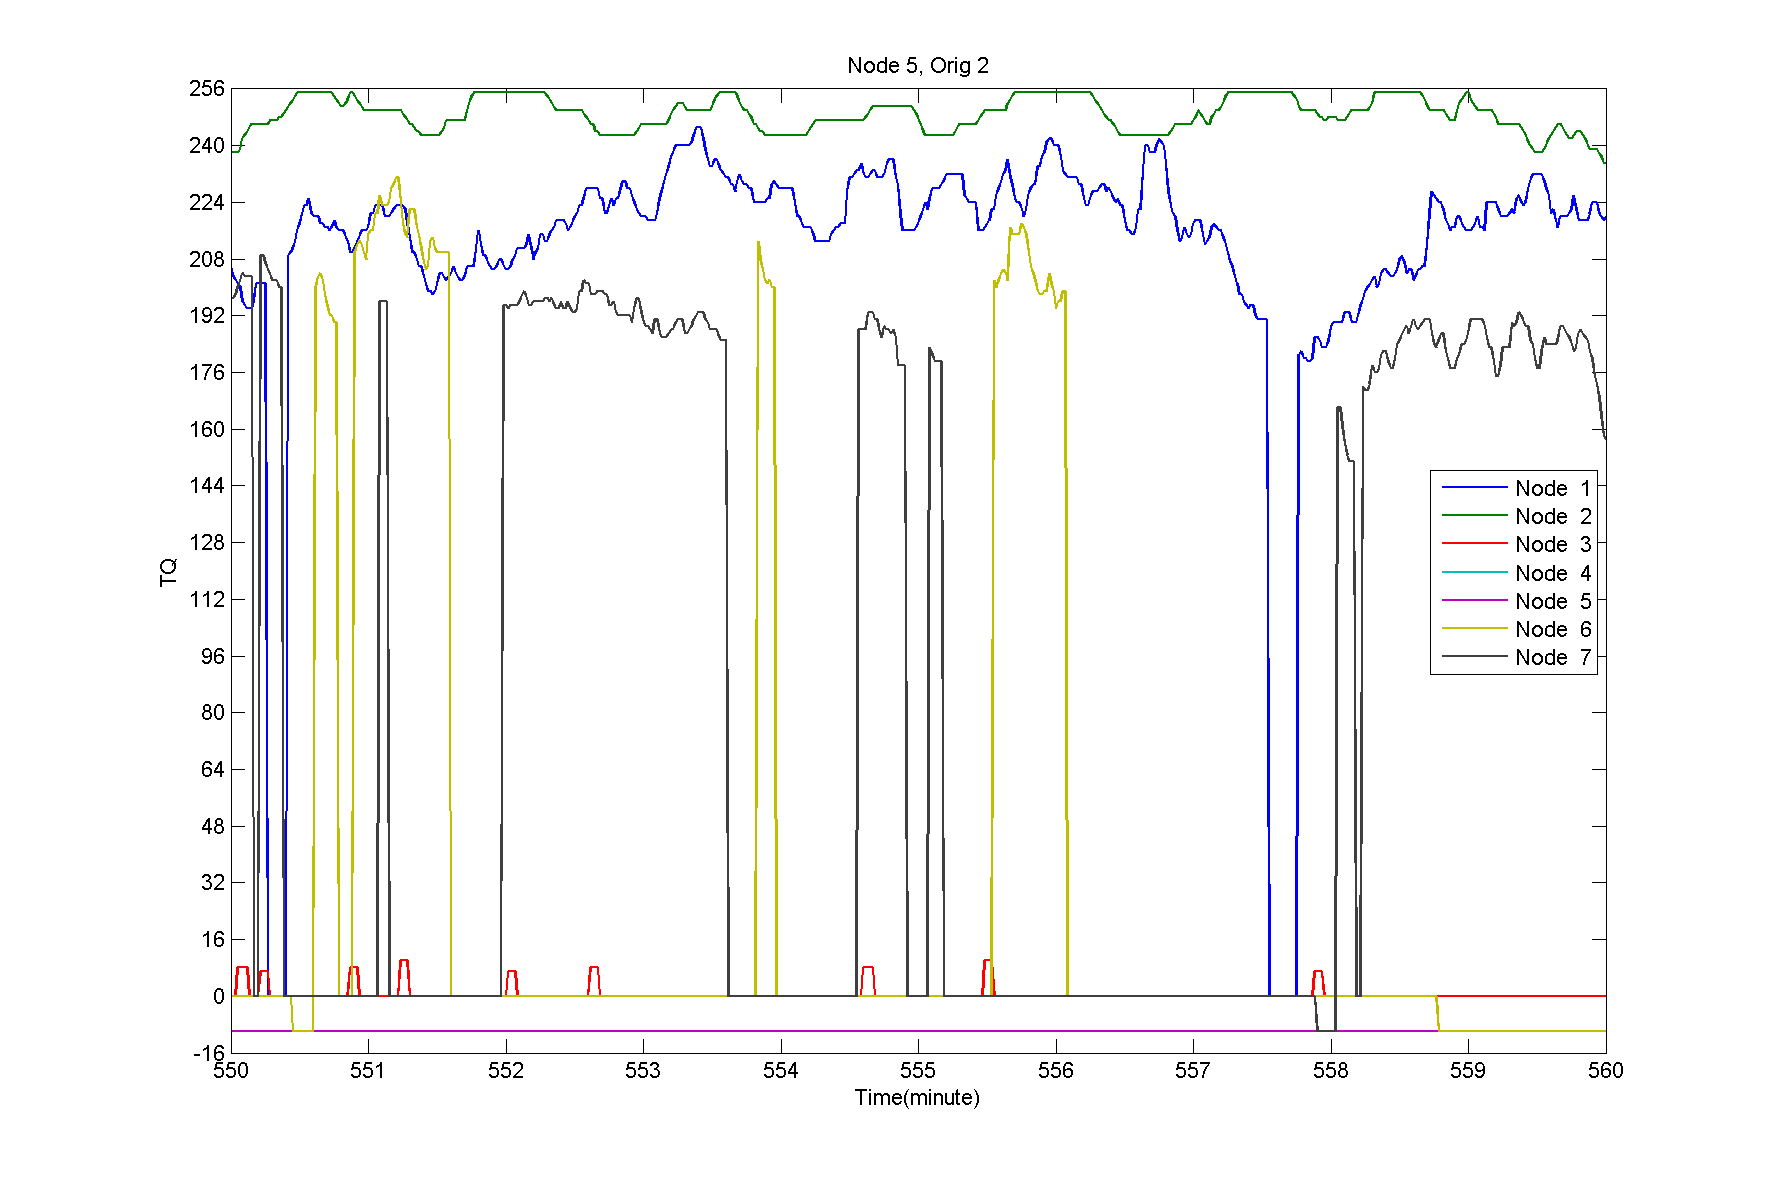 Node 5, Orig 2
256
240
224
208
192
176
160
144
128
112
96
80
64
48
32
16
0
-16
TQ
Node 1
Node 2
Node 3
Node 4
Node 5
Node 6
Node 7
550 551 552 553 554 555 556 557 558 559 560
Time(minute)